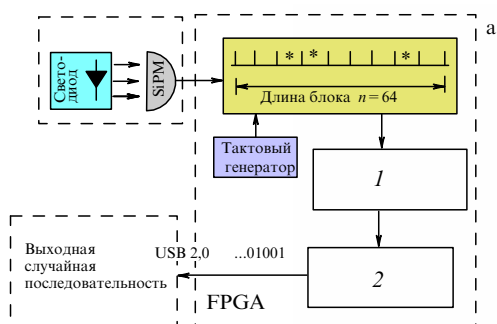 а
* * *
Длина блока n = 64
Свето-
диод
SiPM
Тактовый
генератор
1
Выходная
случайная
последовательность
USB 2,0 ...01001
2
FPGA